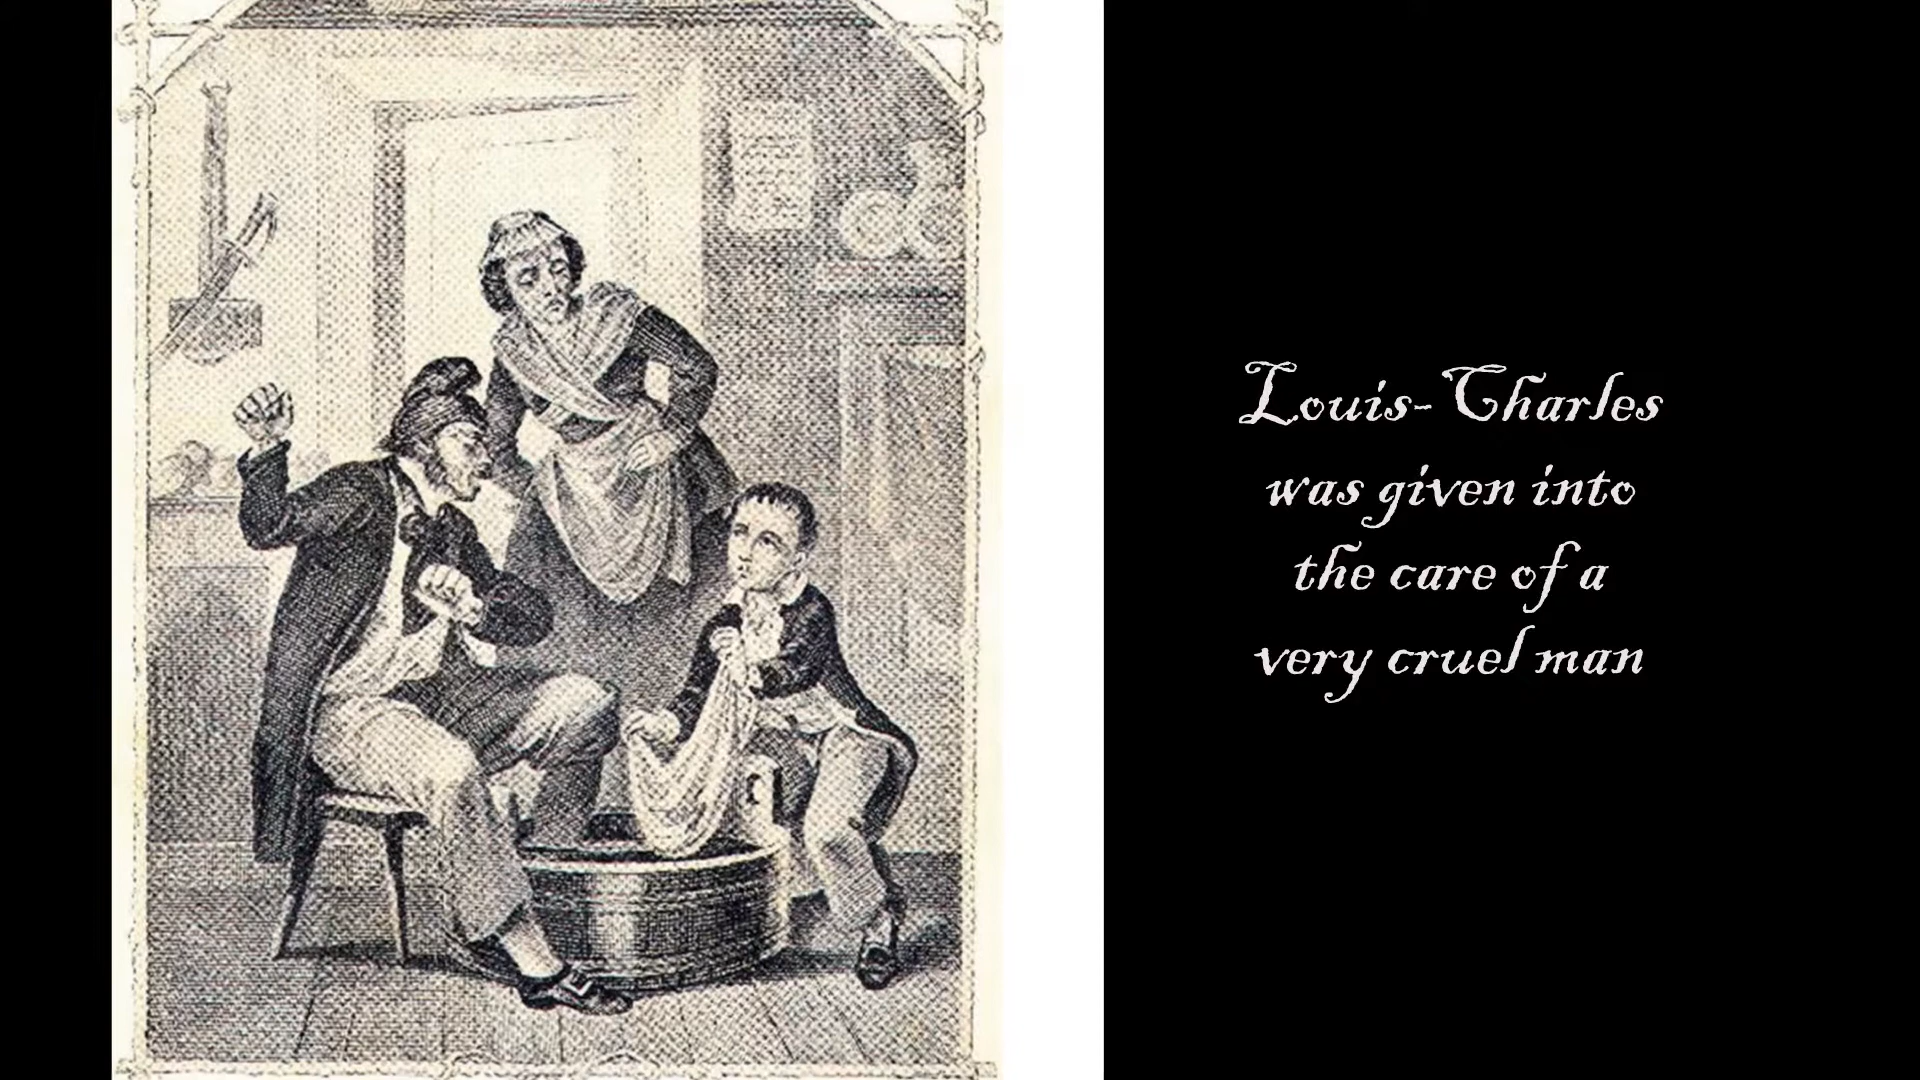 Louis-Charles
was given into
the care of a
very cruel man